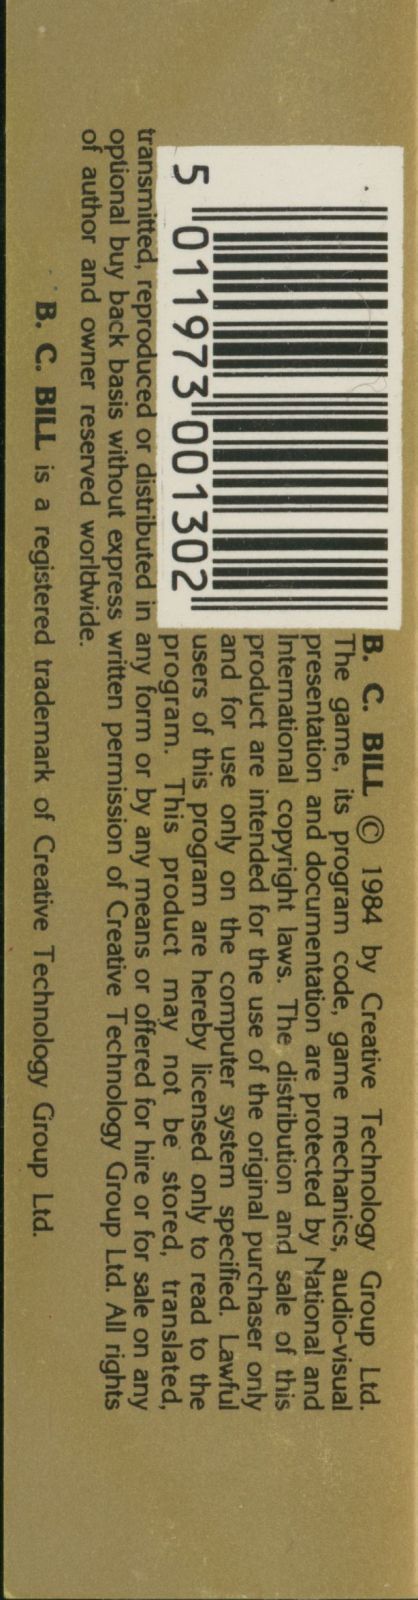 5 011973 001302
B. C. BILL © 1984 by Creative Technology Group Ltd.
The game, its program code, game mechanics, audio-visual
presentation and documentation are protected by National and
International copyright laws. The distribution and sale of this
product are intended for the use of the original purchaser only
and for use only on the computer system specified. Lawful
users of this program are hereby licensed only to read to the
program. This product may not be stored, translated,
transmitted, reproduced or distributed in any form or by any means or offered for hire or for sale on any
optional buy back basis without express written permission of Creative Technology Group Ltd. All rights
of author and owner reserved worldwide.
B. C. BILL is a registered trademark of Creative Technology Group Ltd.